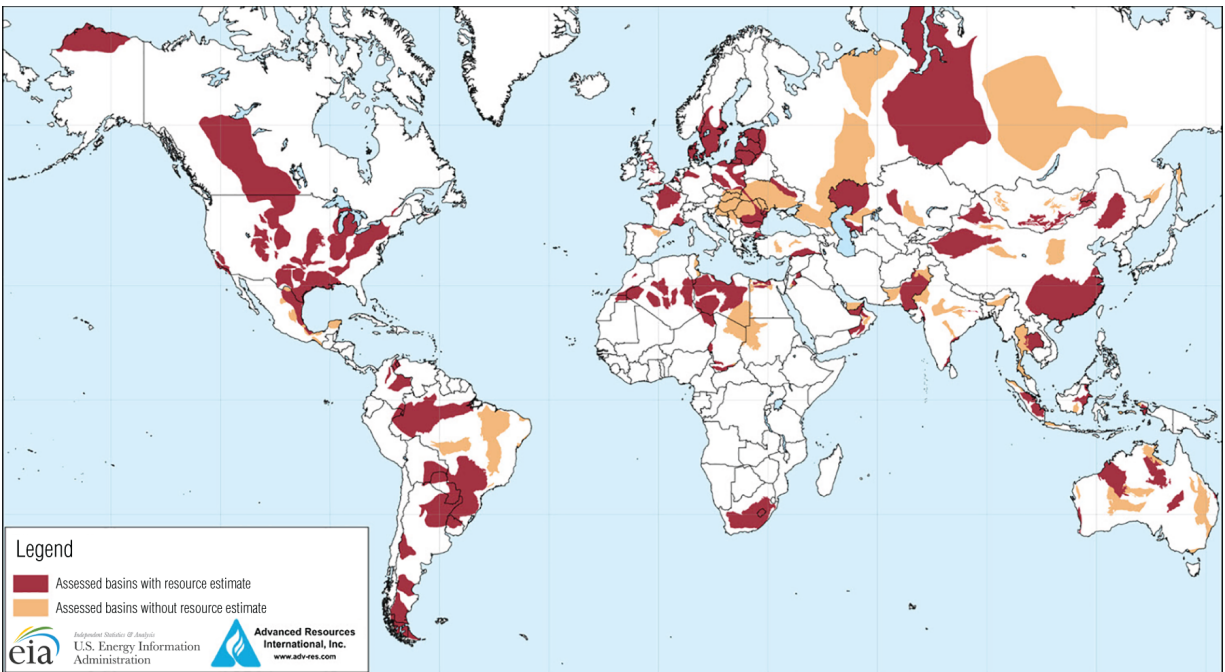 Legend
Assessed basins with resource estimate
Assessed basins without resource estimate
eia
Independent Statistics & Analysis
U.S. Energy Information
Administration
Advanced Resources
International, Inc.
www.adv-res.com